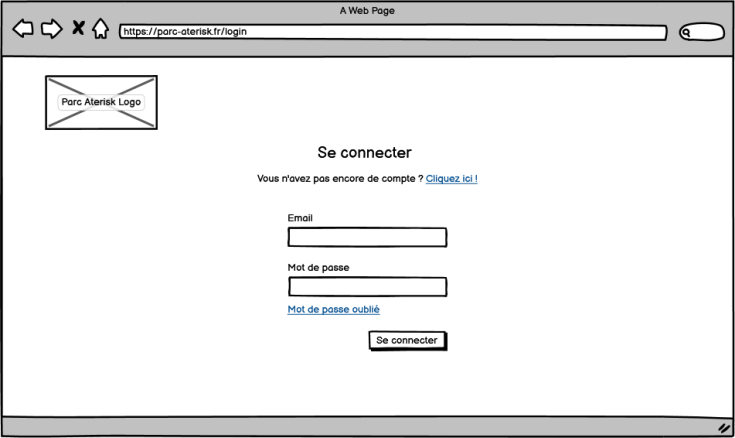 A Web Page
https://parc-aterisk.fr/login
Parc Aterisk Logo
Se connecter
Vous n'avez pas encore de compte ? Cliquez ici !
Email
Mot de passe
Mot de passe oublié
Se connecter